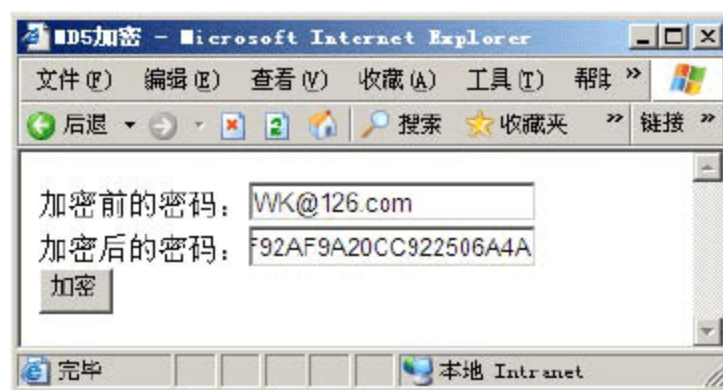 MD5加密 - Microsoft Internet Explorer
文件(F) 编辑(E) 查看(V) 收藏(A) 工具(T) 帮助 »
后退 搜索 收藏夹 » 链接 »
加密前的密码: WK@126.com
加密后的密码: F92AF9A20CC922506A4A
加密
完毕 本地 Intranet